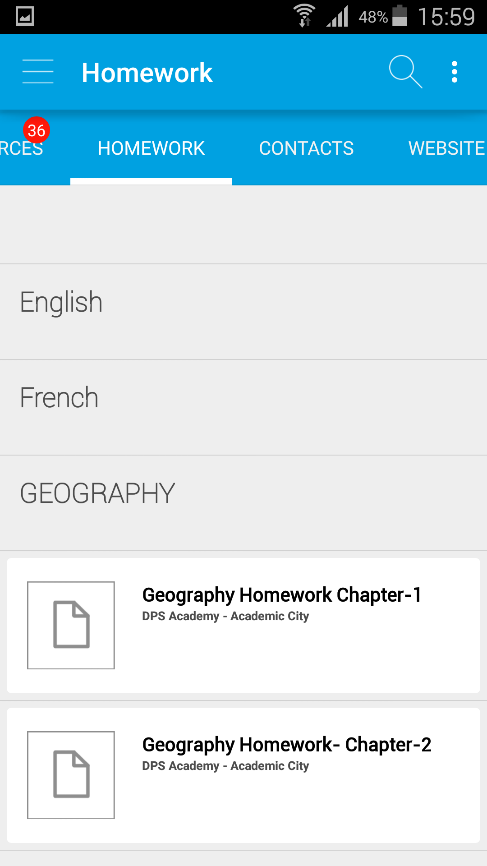 48% 15:59
Homework
36
RCES HOMEWORK CONTACTS WEBSITE
English
French
GEOGRAPHY
Geography Homework Chapter-1
DPS Academy - Academic City
Geography Homework- Chapter-2
DPS Academy - Academic City